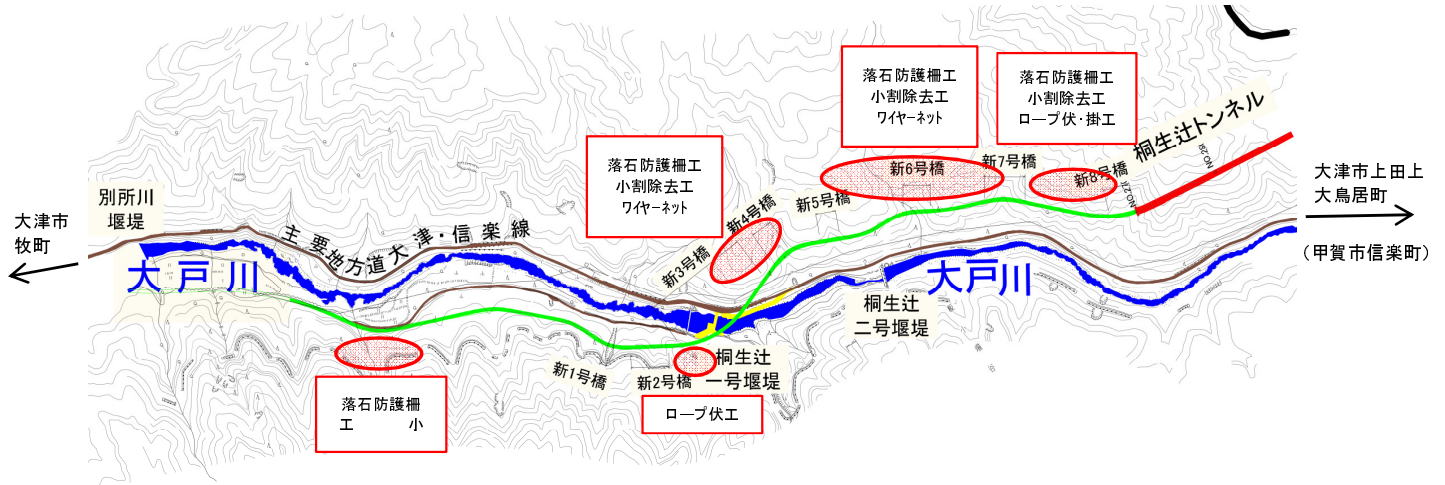 落石防護柵工
小割除去工
ワイヤーネット
落石防護柵工
小割除去工
ロープ伏・掛工
桐生辻トンネル
NO.29
NO.27
落石防護柵工
小割除去工
ワイヤーネット
新6号橋
新7号橋
新8号橋
大津市上田上
大鳥居町
(甲賀市信楽町)
別所川
堰堤
大津市
牧町
主要地方道大津・信楽線
新3号橋
新4号橋
新5号橋
大戸川
大戸川
桐生辻
二号堰堤
新1号橋
新2号橋
桐生辻
一号堰堤
落石防護柵
工 小
ロープ伏工